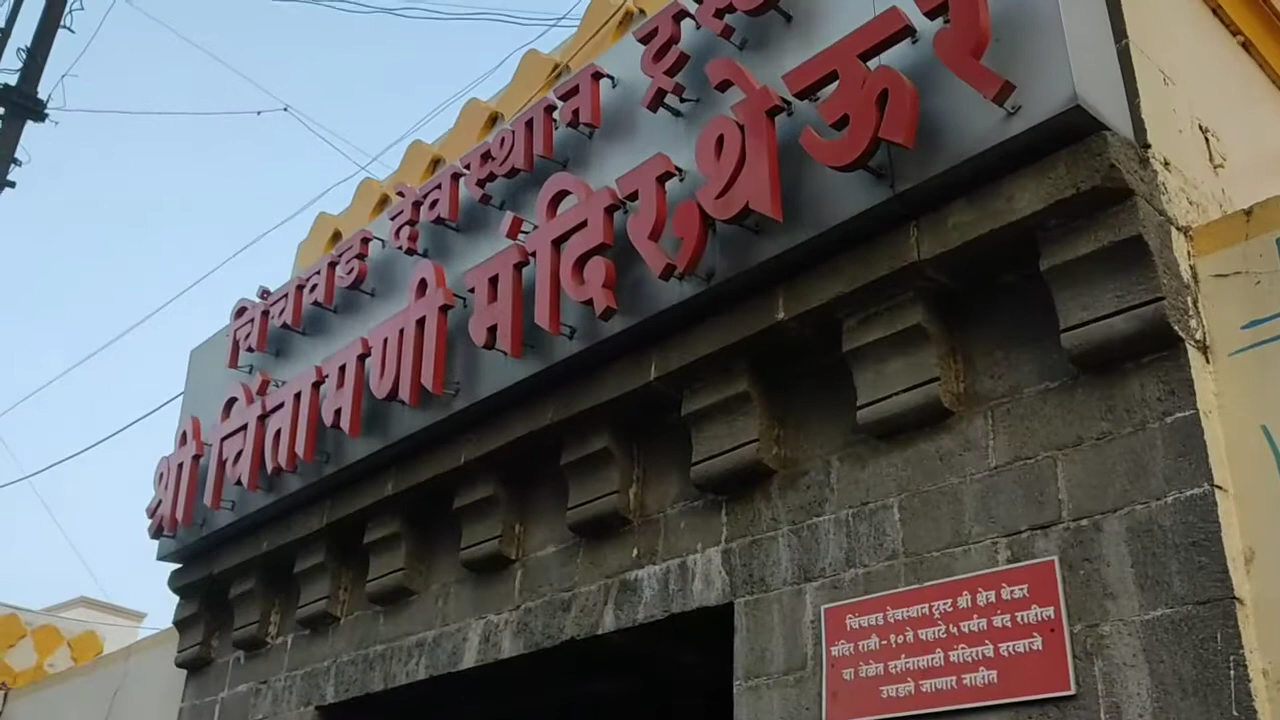 चिंचवड देवस्थान ट्रस्ट
श्री चिंतामणी मंदिर,थेऊर
चिंचवड देवस्थान ट्रस्ट श्री क्षेत्र थेऊर
मंदिर रात्रौ-१० ते पहाटे ५ पर्यंत बंद राहील
या वेळेत दर्शनासाठी मंदिराचे दरवाजे
उघडले जाणार नाहीत